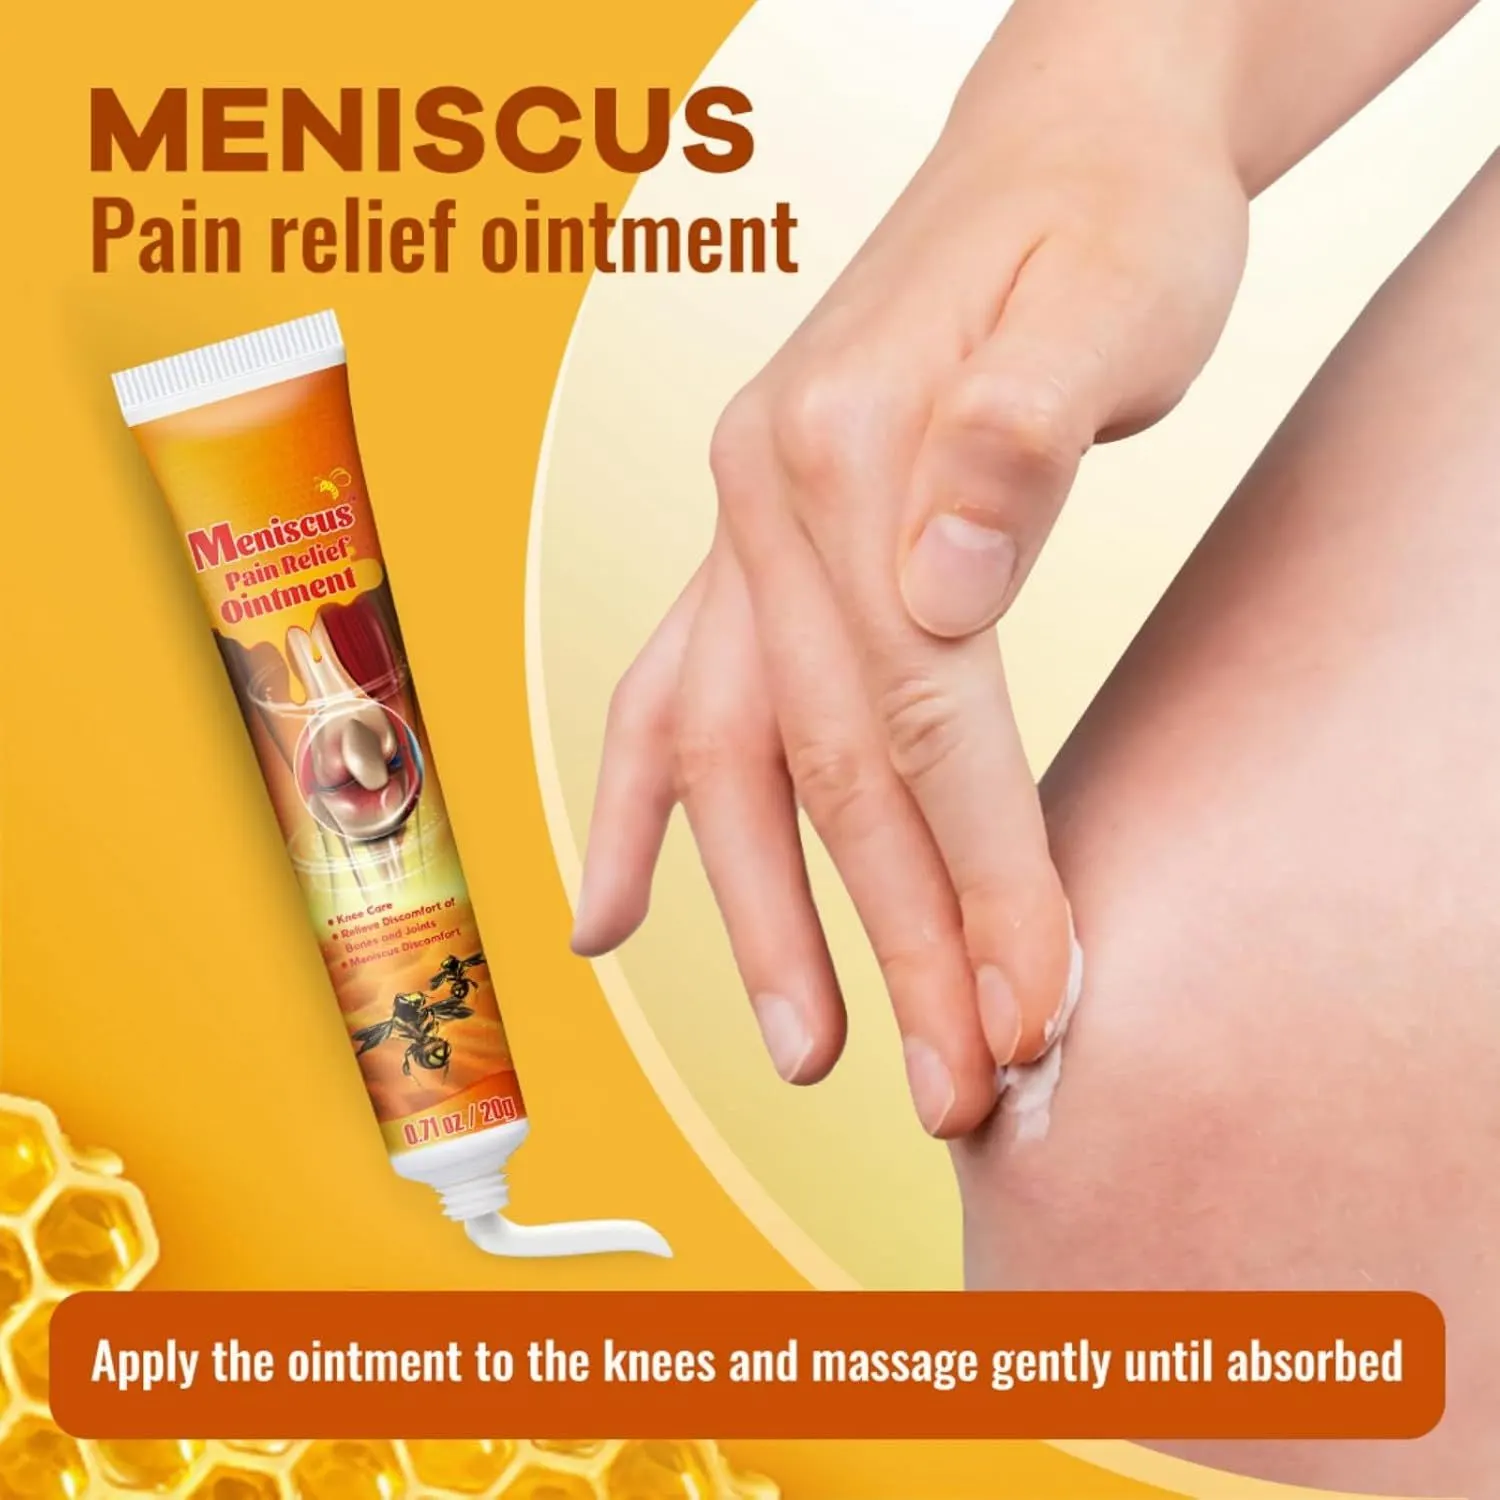 MENISCUS
Pain relief ointment
Meniscus
Pain Relief
Ointment
• Knee Care
• Relieve Discomfort of
Bones and Joints
• Meniscus Discomfort
0.71 oz / 20g
Apply the ointment to the knees and massage gently until absorbed